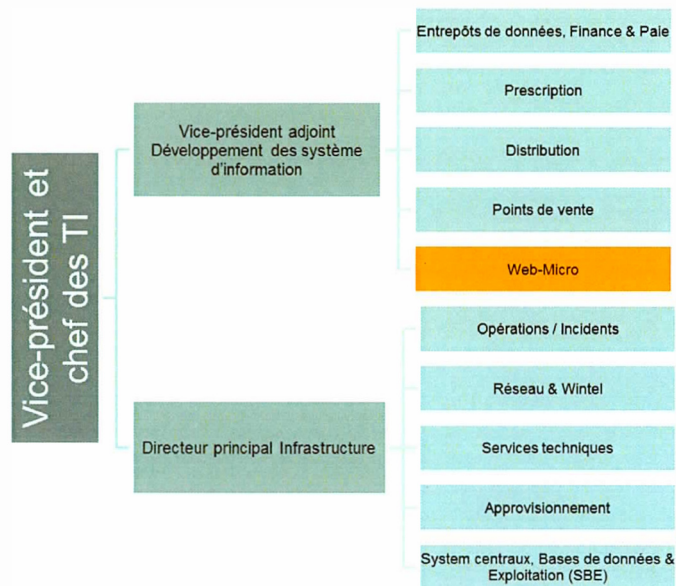 Vice-président et
chef des TI
Vice-président adjoint
Développement des système
d'information
Entrepôts de données, Finance & Paie
Prescription
Distribution
Points de vente
Web-Micro
Directeur principal Infrastructure
Opérations / Incidents
Réseau & Wintel
Services techniques
Approvisionnement
System centraux, Bases de données &
Exploitation (SBE)